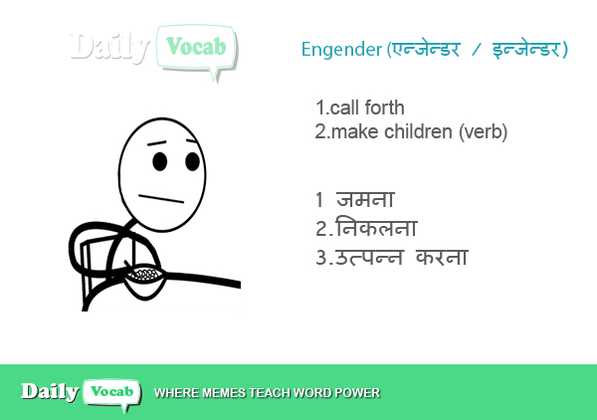 Daily Vocab
Engender (एन्जेन्डर / इन्जेन्डर)
1.call forth
2.make children (verb)
1 जमना
2.निकलना
3.उत्पन्न करना
Daily Vocab WHERE MEMES TEACH WORD POWER